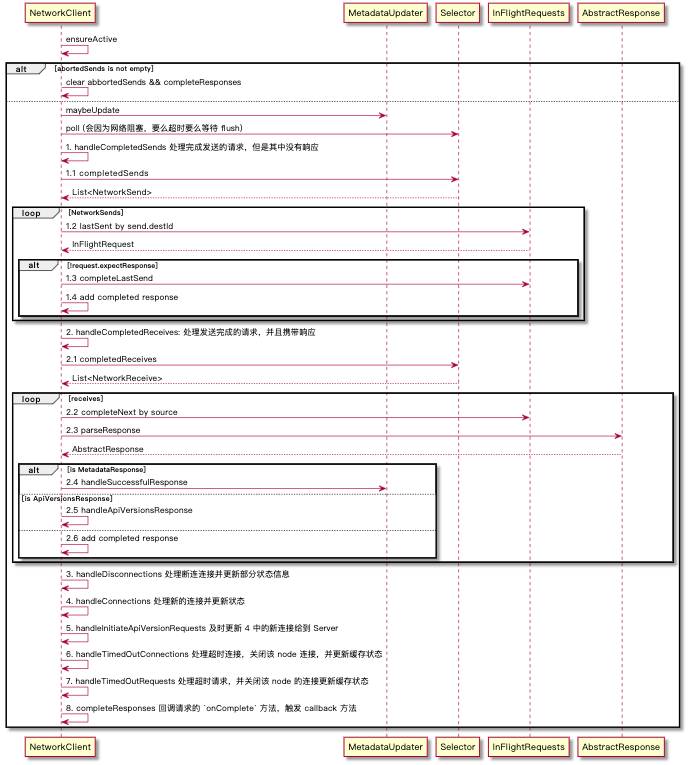 NetworkClient MetadataUpdater Selector InFlightRequests AbstractResponse
ensureActive
alt [abortedSends is not empty]
clear abbortedSends && completeResponses
maybeUpdate
poll (会因为网络阻塞，要么超时要么等待 flush)
1. handleCompletedSends 处理完成发送的请求，但是其中没有响应
1.1 completedSends
List<NetworkSend>
loop [NetworkSends]
1.2 lastSent by send.destId
InFlightRequest
alt [!request.expectResponse]
1.3 completeLastSend
1.4 add completed response
2. handleCompletedReceives: 处理发送完成的请求，并且携带响应
2.1 completedReceives
List<NetworkReceive>
loop [receives]
2.2 completeNext by source
2.3 parseResponse
AbstractResponse
alt [is MetadataResponse]
2.4 handleSuccessfulResponse
[is ApiVersionsResponse]
2.5 handleApiVersionsResponse
2.6 add completed response
3. handleDisconnections 处理断连连接并更新部分状态信息
4. handleConnections 处理新的连接并更新状态
5. handleInitiateApiVersionRequests 及时更新 4 中的新连接给到 Server
6. handleTimedOutConnections 处理超时连接，关闭该 node 连接，并更新缓存状态
7. handleTimedOutRequests 处理超时请求，并关闭该 node 的连接更新缓存状态
8. completeResponses 回调请求的 `onComplete` 方法，触发 callback 方法
NetworkClient MetadataUpdater Selector InFlightRequests AbstractResponse